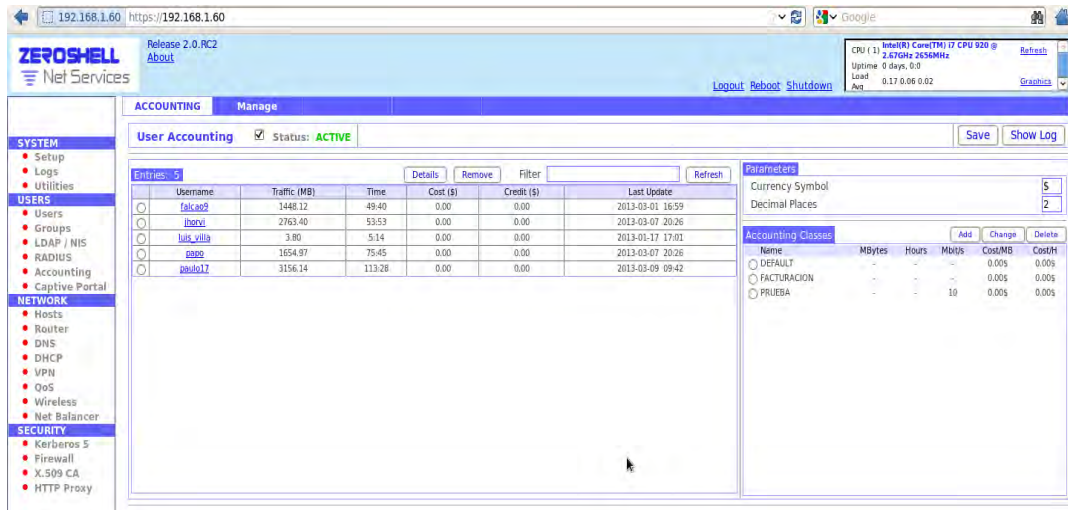 192.168.1.60 https://192.168.1.60 Google
ZEROSHELL
Net Services
Release 2.0.RC2
About
Logout Reboot Shutdown
CPU ( 1) Intel(R) Core(TM) i7 CPU 920 @ 2.67GHz 2656MHz Refresh
Uptime 0 days, 0:0
Load Avg 0.17 0.06 0.02 Graphics
ACCOUNTING Manage
User Accounting Status: ACTIVE Save Show Log
SYSTEM
Setup
Logs
Utilities
USERS
Users
Groups
LDAP / NIS
RADIUS
Accounting
Captive Portal
NETWORK
Hosts
Router
DNS
DHCP
VPN
QoS
Wireless
Net Balancer
SECURITY
Kerberos 5
Firewall
X.509 CA
HTTP Proxy
Entries: 5 Details Remove Filter Refresh
Username Traffic (MB) Time Cost ($) Credit ($) Last Update
falcao9 1448.12 49:40 0.00 0.00 2013-03-01 16:59
jhorvi 2763.40 53:53 0.00 0.00 2013-03-07 20:26
luis_villa 3.80 5:14 0.00 0.00 2013-01-17 17:01
papo 1654.97 75:45 0.00 0.00 2013-03-07 20:26
paulo17 3156.14 113:28 0.00 0.00 2013-03-09 09:42
Parameters
Currency Symbol $
Decimal Places 2
Accounting Classes Add Change Delete
Name MBytes Hours Mbit/s Cost/MB Cost/H
DEFAULT - - - 0.00$ 0.00$
FACTURACION - - - 0.00$ 0.00$
PRUEBA - - 10 0.00$ 0.00$